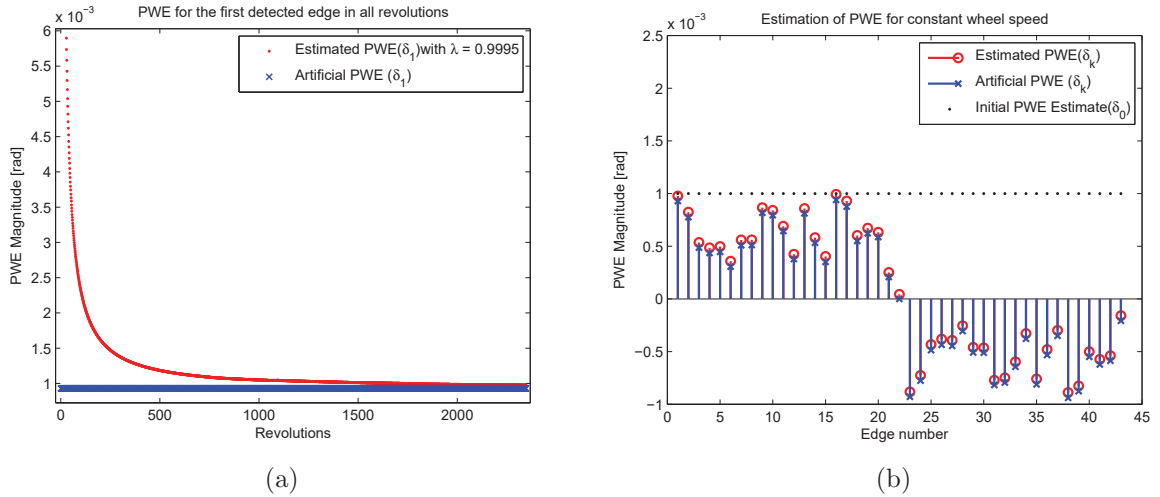 PWE for the first detected edge in all revolutions
x 10⁻³
6
5.5
5
4.5
4
3.5
3
2.5
2
1.5
1
PWE Magnitude [rad]
Estimated PWE(δ₁)with λ = 0.9995
Artificial PWE (δ₁)
0 500 1000 1500 2000
Revolutions
(a)
Estimation of PWE for constant wheel speed
x 10⁻³
2.5
2
1.5
1
0.5
0
−0.5
−1
PWE Magnitude [rad]
Estimated PWE(δₖ)
Artificial PWE (δₖ)
Initial PWE Estimate(δ₀)
0 5 10 15 20 25 30 35 40 45
Edge number
(b)